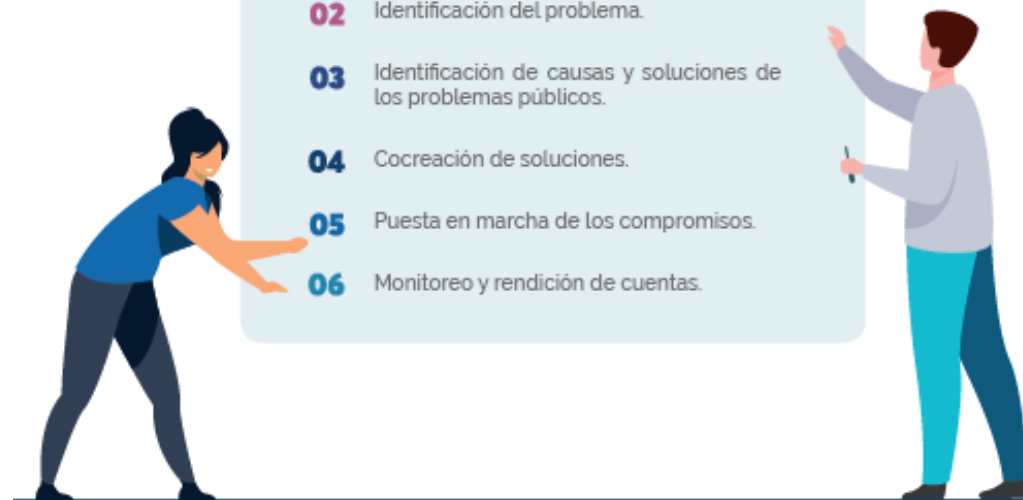 02 Identificación del problema.
03 Identificación de causas y soluciones de
los problemas públicos.
04 Cocreación de soluciones.
05 Puesta en marcha de los compromisos.
06 Monitoreo y rendición de cuentas.